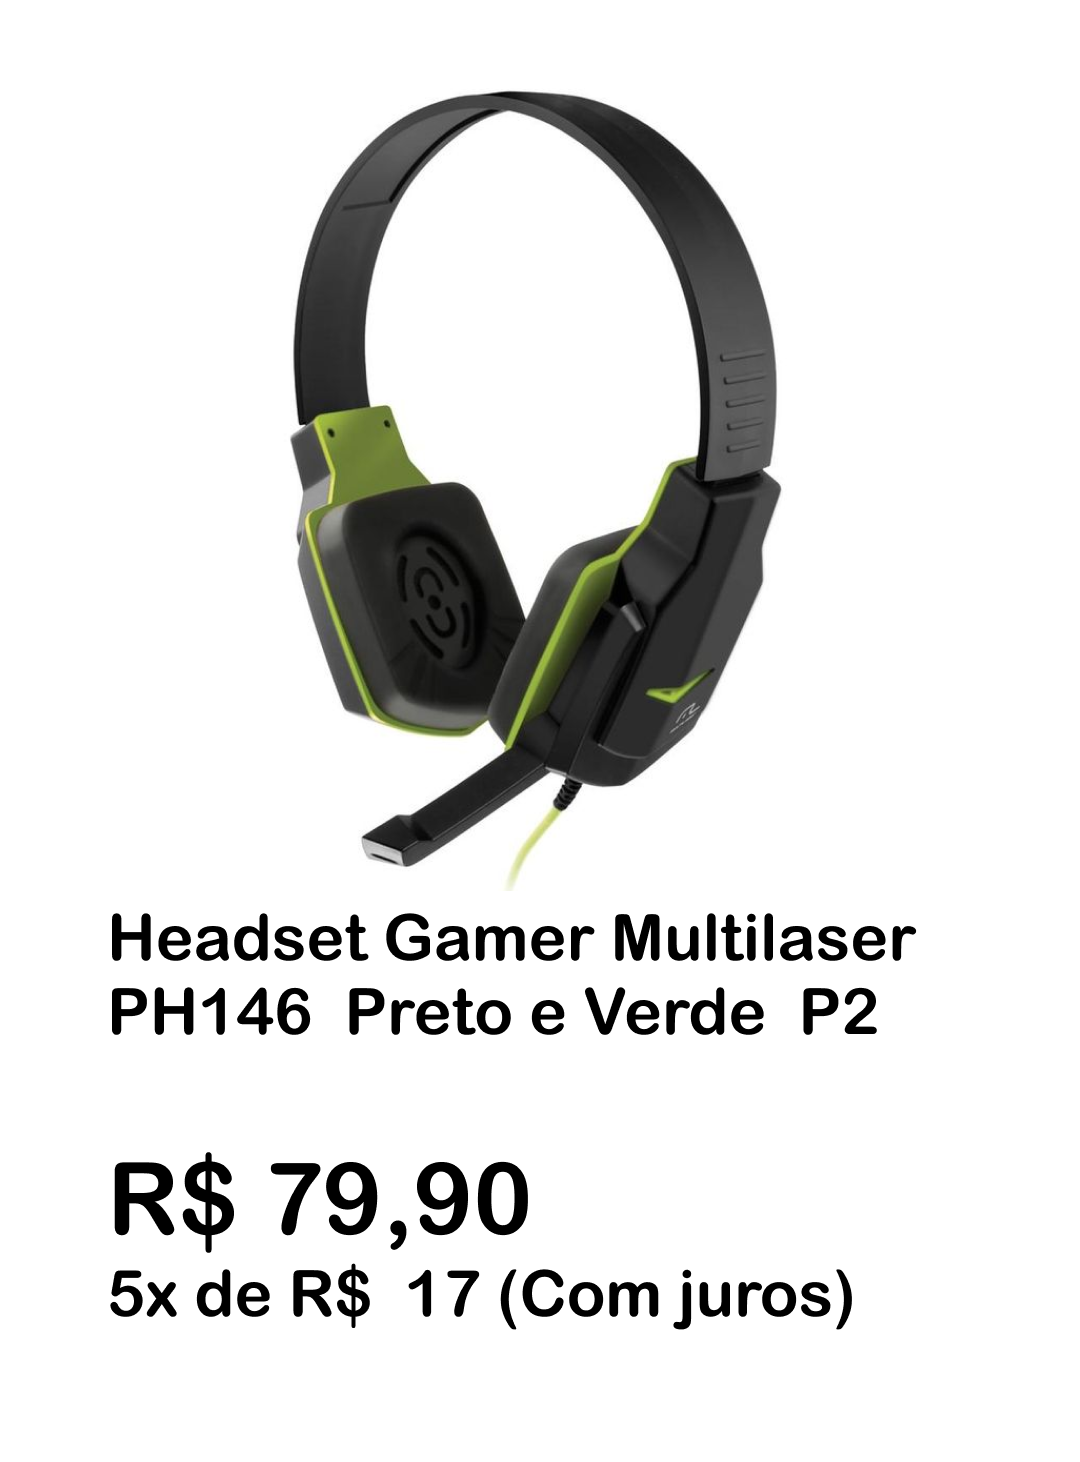 Headset Gamer Multilaser
PH146 Preto e Verde P2
R$ 79,90
5x de R$ 17 (Com juros)